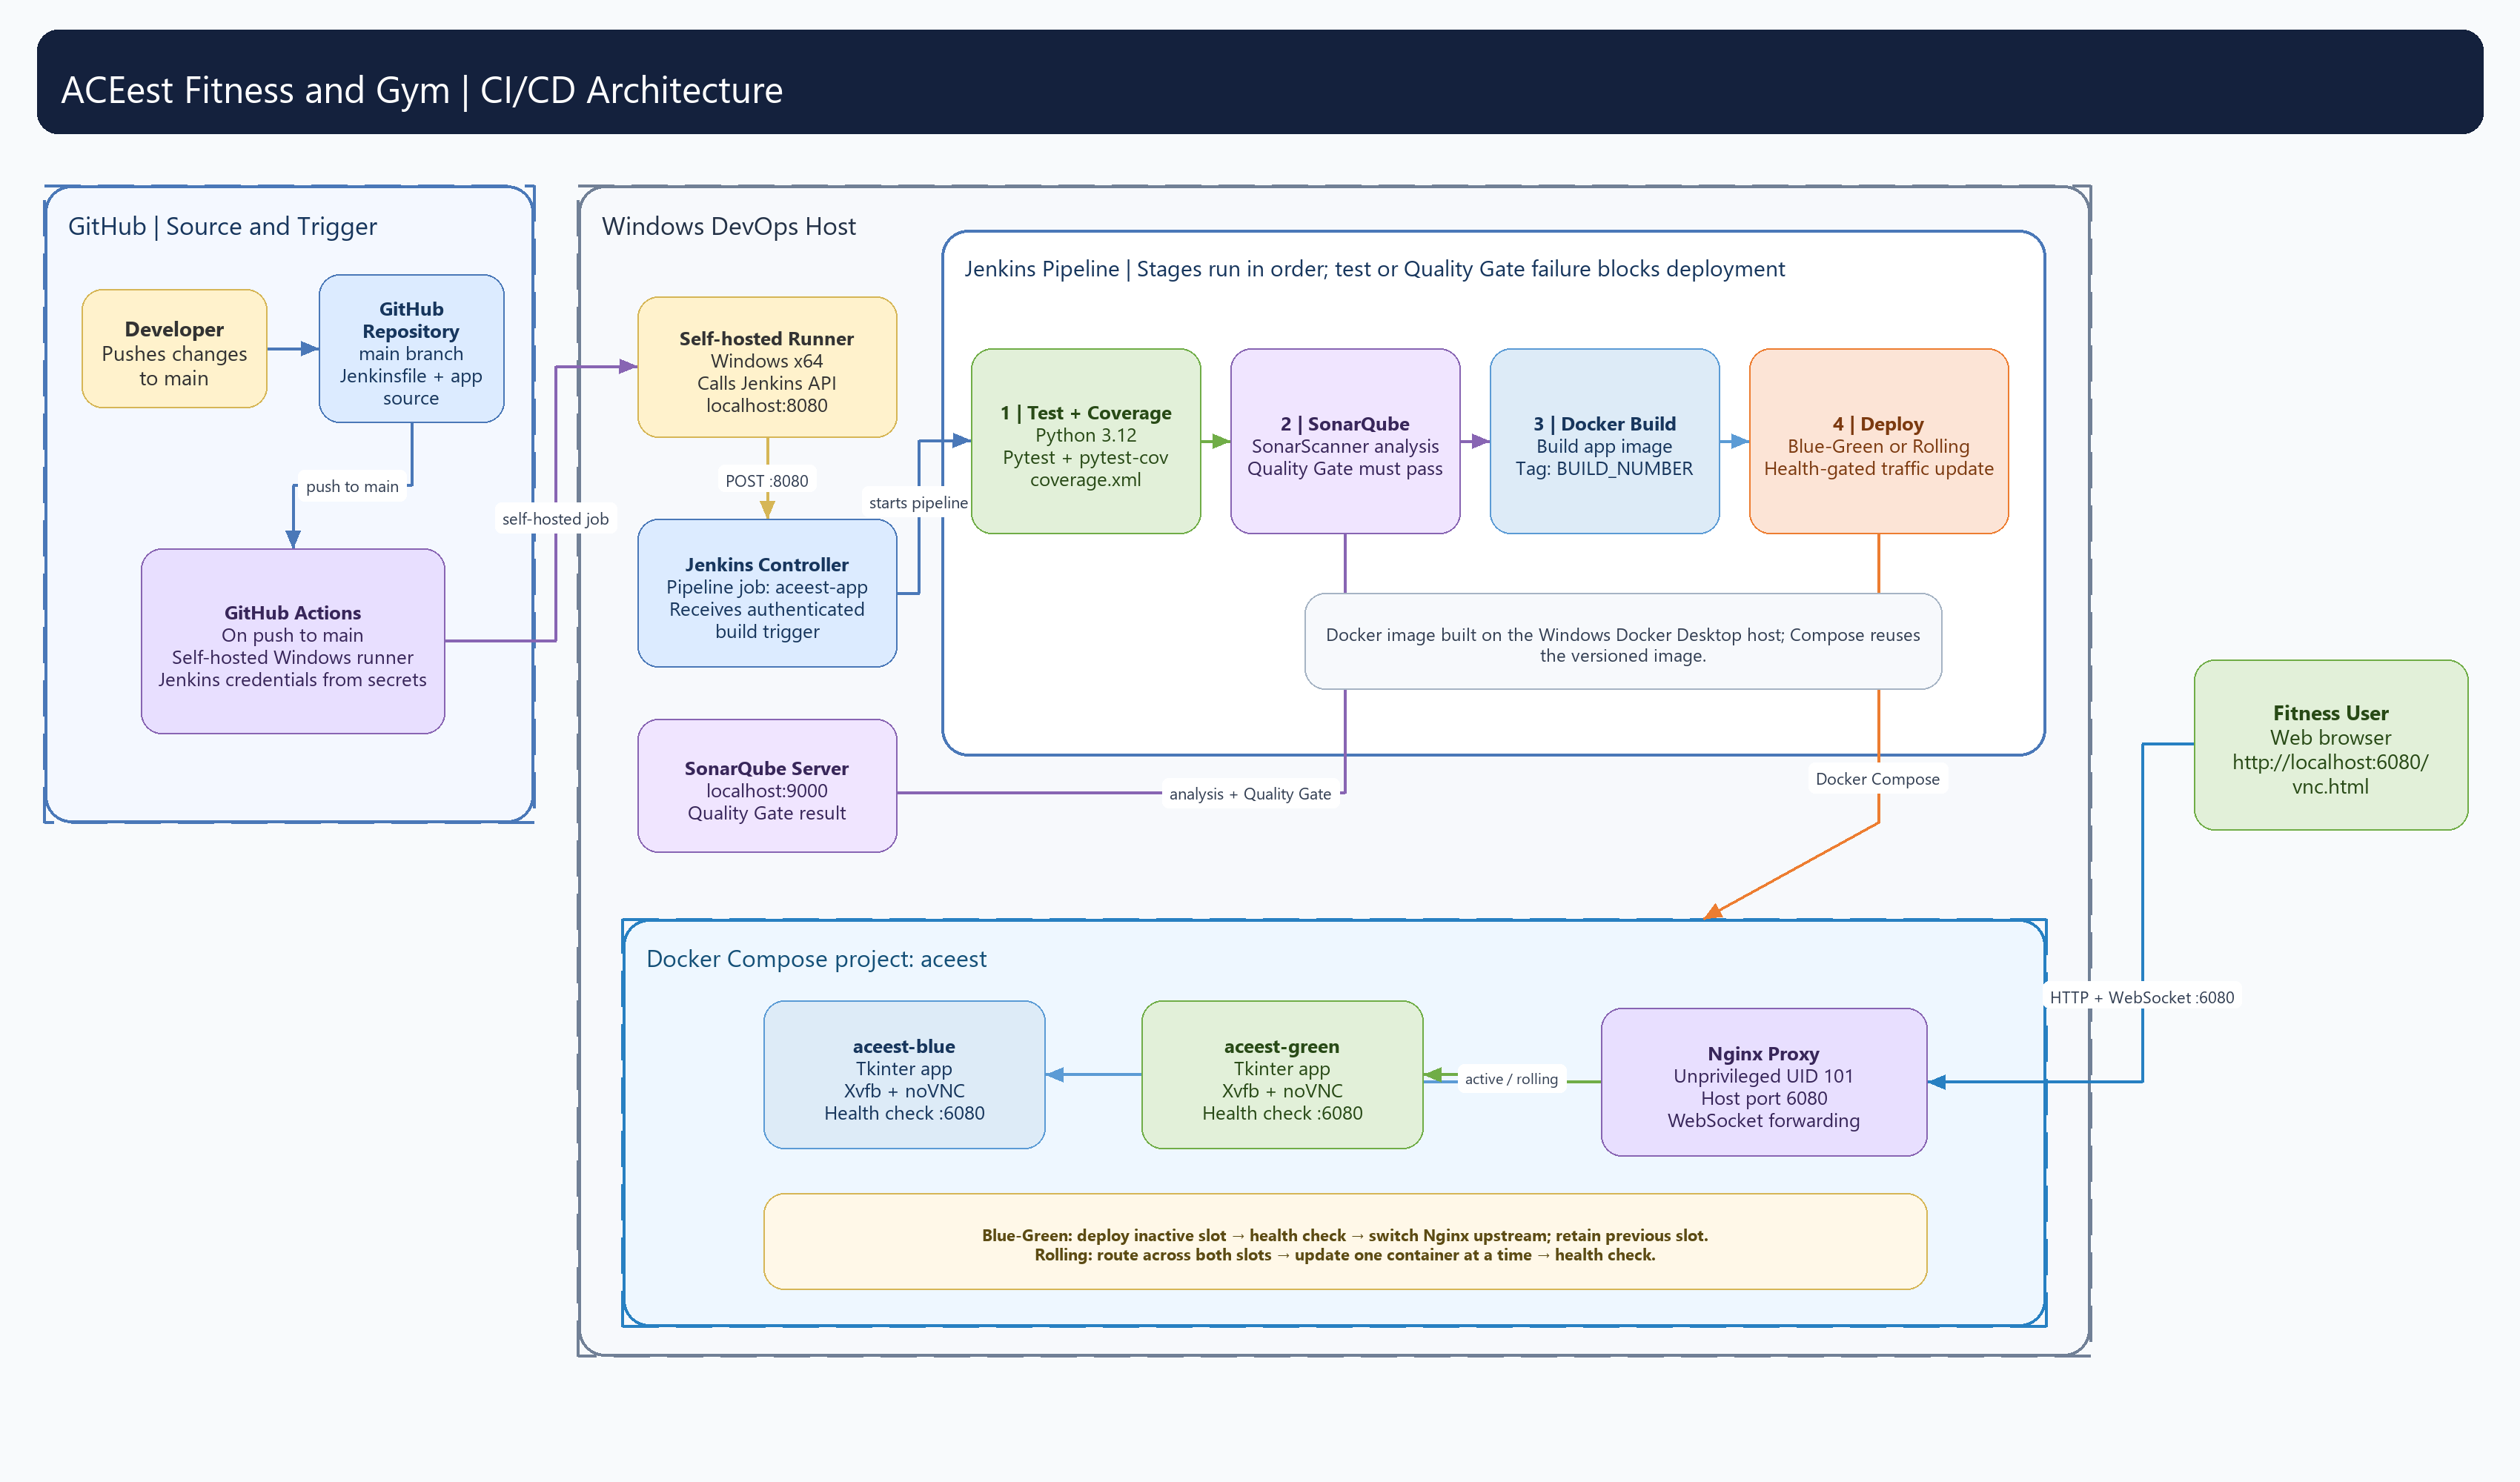 ACEest Fitness and Gym | CI/CD Architecture
GitHub | Source and Trigger
Developer
Pushes changes
to main
GitHub
Repository
main branch
Jenkinsfile + app
source
push to main
GitHub Actions
On push to main
Self-hosted Windows runner
Jenkins credentials from secrets
self-hosted job
Windows DevOps Host
Self-hosted Runner
Windows x64
Calls Jenkins API
localhost:8080
POST :8080
Jenkins Controller
Pipeline job: aceest-app
Receives authenticated
build trigger
starts pipeline
SonarQube Server
localhost:9000
Quality Gate result
Jenkins Pipeline | Stages run in order; test or Quality Gate failure blocks deployment
1 | Test + Coverage
Python 3.12
Pytest + pytest-cov
coverage.xml
2 | SonarQube
SonarScanner analysis
Quality Gate must pass
3 | Docker Build
Build app image
Tag: BUILD_NUMBER
4 | Deploy
Blue-Green or Rolling
Health-gated traffic update
Docker image built on the Windows Docker Desktop host; Compose reuses
the versioned image.
analysis + Quality Gate
Docker Compose
Fitness User
Web browser
http://localhost:6080/
vnc.html
HTTP + WebSocket :6080
Docker Compose project: aceest
aceest-blue
Tkinter app
Xvfb + noVNC
Health check :6080
aceest-green
Tkinter app
Xvfb + noVNC
Health check :6080
active / rolling
Nginx Proxy
Unprivileged UID 101
Host port 6080
WebSocket forwarding
Blue-Green: deploy inactive slot → health check → switch Nginx upstream; retain previous slot.
Rolling: route across both slots → update one container at a time → health check.